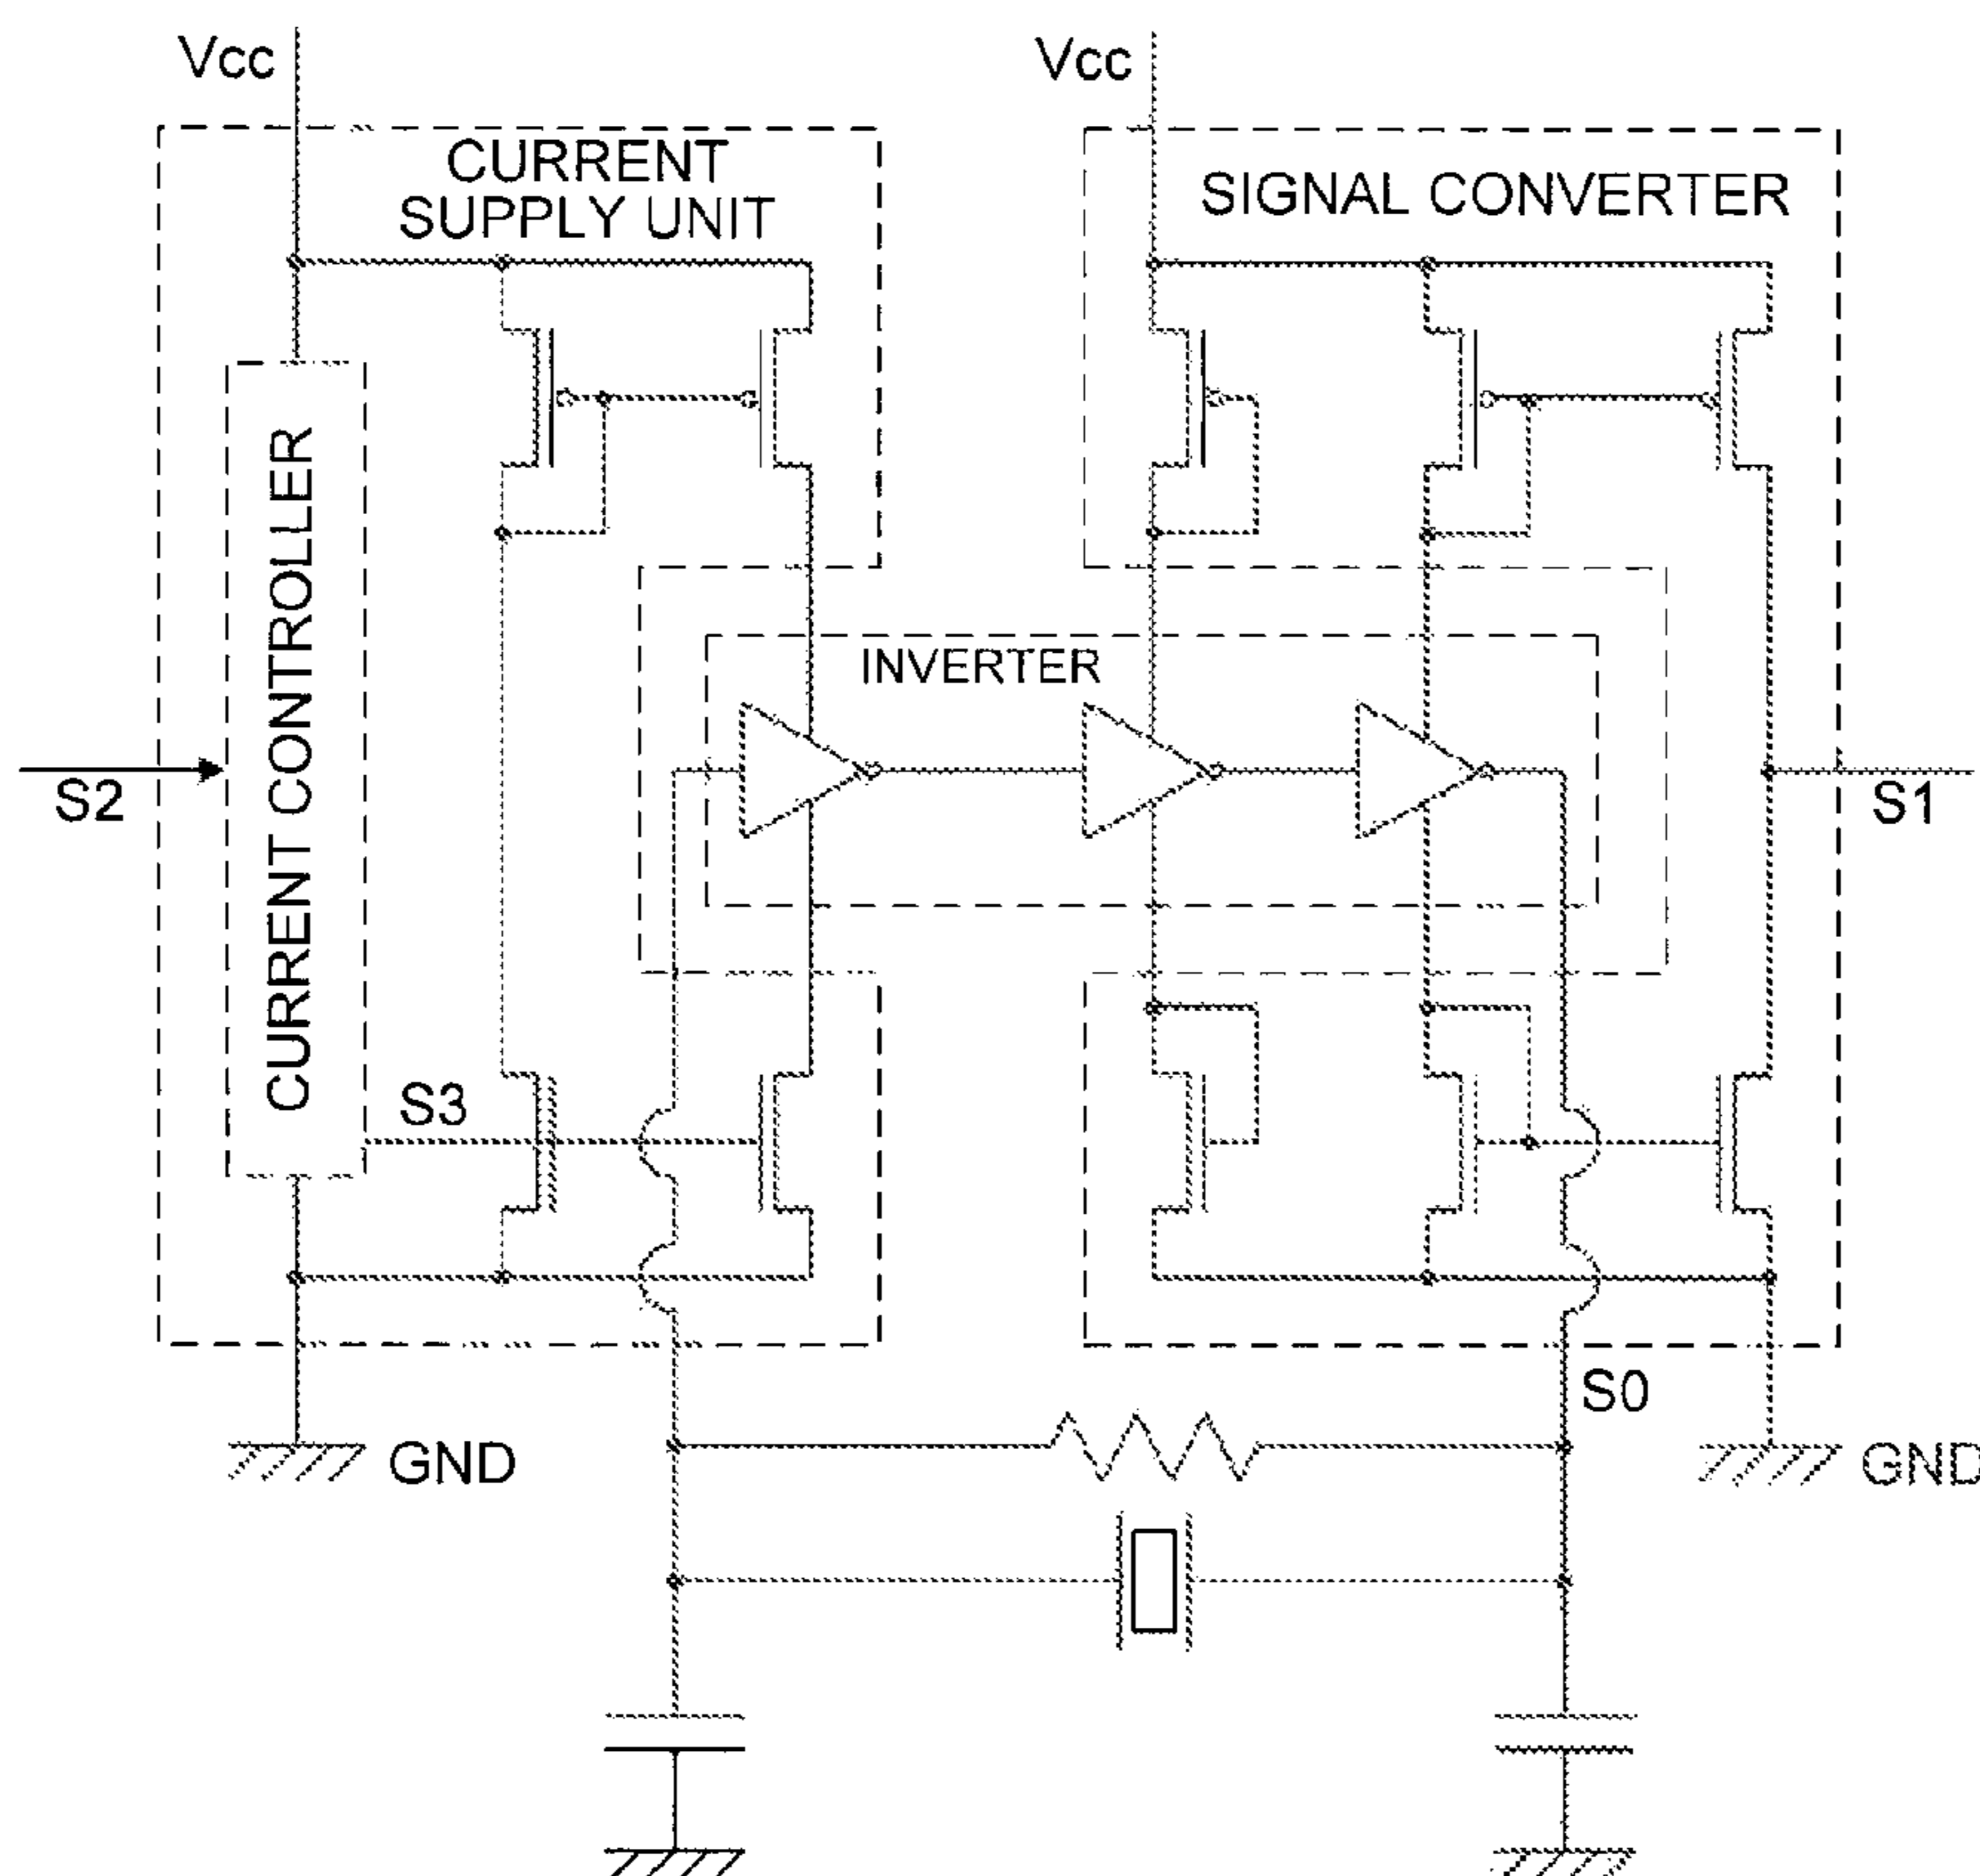 Vcc
Vcc
CURRENT
SUPPLY UNIT
SIGNAL CONVERTER
CURRENT CONTROLLER
INVERTER
S2
S1
S3
S0
GND
GND